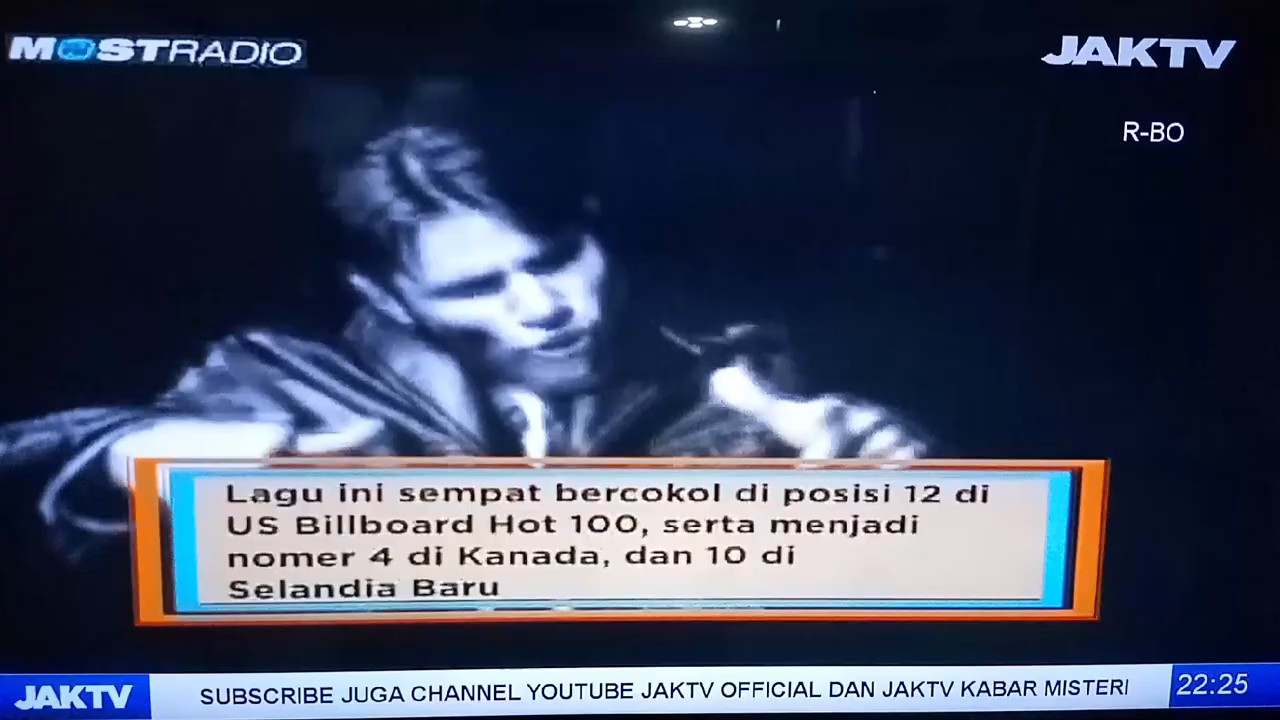 MOSTRADIO
JAKTV
R-BO
Lagu ini sempat bercokol di posisi 12 di
US Billboard Hot 100, serta menjadi
nomer 4 di Kanada, dan 10 di
Selandia Baru
JAKTV
SUBSCRIBE JUGA CHANNEL YOUTUBE JAKTV OFFICIAL DAN JAKTV KABAR MISTERI
22:25